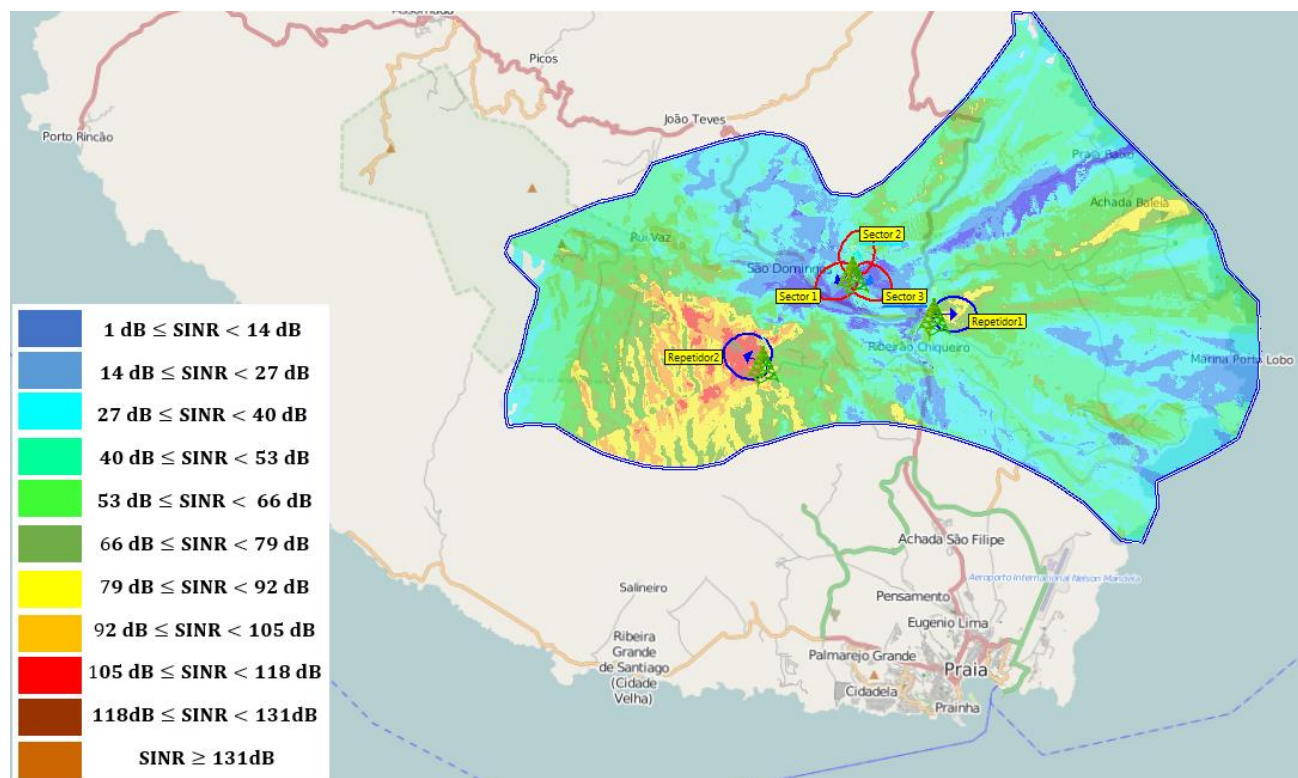 Assomada
Picos
João Teves
Porto Rincão
Praia Baixo
Achada Baleia
Rui Vaz
Sector 2
São Domingos
Sector 1
Sector 3
Repetidor1
Ribeirão Chiqueiro
Repetidor2
Marina Porto Lobo
1 dB ≤ SINR < 14 dB
14 dB ≤ SINR < 27 dB
27 dB ≤ SINR < 40 dB
40 dB ≤ SINR < 53 dB
53 dB ≤ SINR < 66 dB
66 dB ≤ SINR < 79 dB
79 dB ≤ SINR < 92 dB
92 dB ≤ SINR < 105 dB
105 dB ≤ SINR < 118 dB
118dB ≤ SINR < 131dB
SINR ≥ 131dB
Achada São Filipe
Aeroporto Internacional Nelson Mandela
Salineiro
Pensamento
Eugenio Lima
Ribeira
Grande
de Santiago
(Cidade
Velha)
Palmarejo Grande
Praia
Cidadela
Prainha